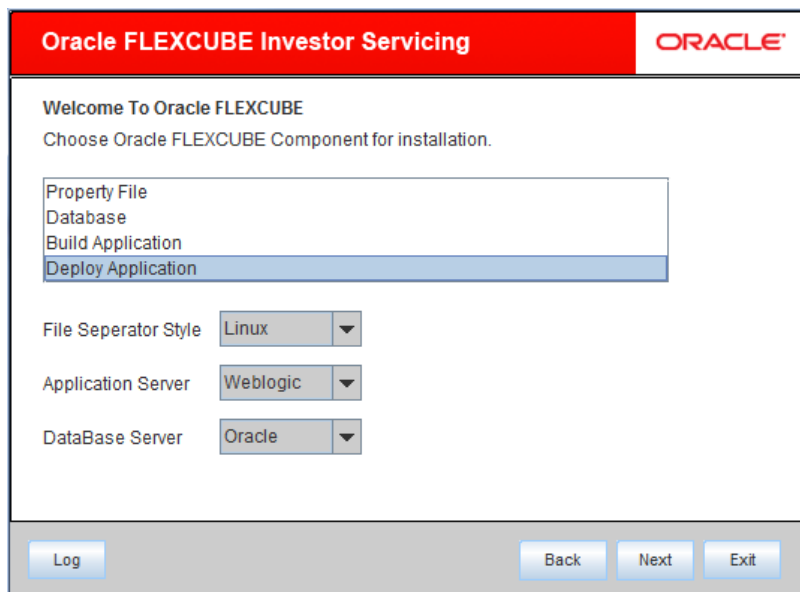 Oracle FLEXCUBE Investor Servicing
ORACLE
Welcome To Oracle FLEXCUBE
Choose Oracle FLEXCUBE Component for installation.
Property File
Database
Build Application
Deploy Application
File Seperator Style Linux
Application Server Weblogic
DataBase Server Oracle
Log Back Next Exit